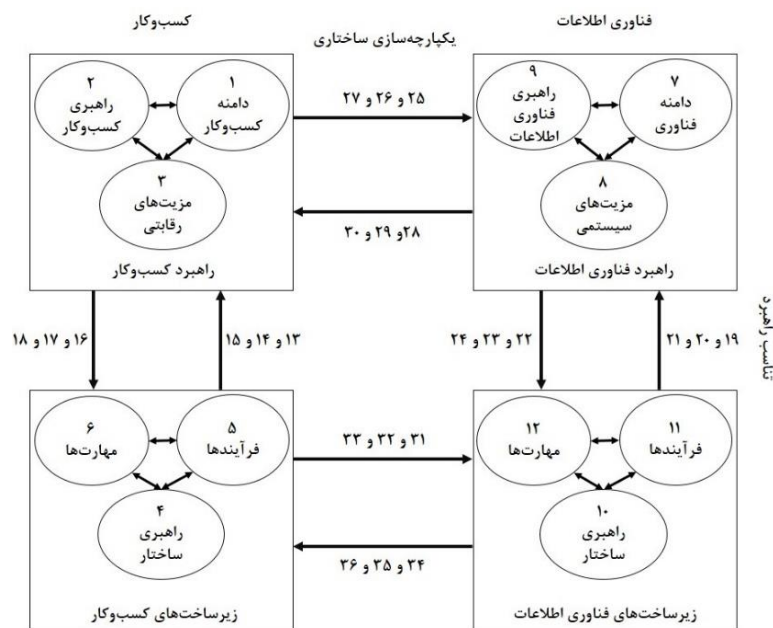 فناوری اطلاعات
کسب‌وکار
یکپارچه‌سازی ساختاری
۷
دامنه
فناوری
۹
راهبری
فناوری
اطلاعات
۸
مزیت‌های
سیستمی
راهبرد فناوری اطلاعات
۲۵ و ۲۶ و ۲۷
۲۸و ۲۹ و ۳۰
۱
دامنه
کسب‌وکار
۲
راهبری
کسب‌وکار
۳
مزیت‌های
رقابتی
راهبرد کسب‌وکار
تناسب راهبرد
۱۹ و ۲۰ و ۲۱
۲۲ و ۲۳ و ۲۴
۱۳ و ۱۴ و ۱۵
۱۶ و ۱۷ و ۱۸
۱۱
فرآیندها
۱۲
مهارت‌ها
۱۰
راهبری
ساختار
زیرساخت‌های فناوری اطلاعات
۳۱ و ۳۲ و ۳۳
۳۴ و ۳۵ و ۳۶
۵
فرآیندها
۶
مهارت‌ها
۴
راهبری
ساختار
زیرساخت‌های کسب‌وکار